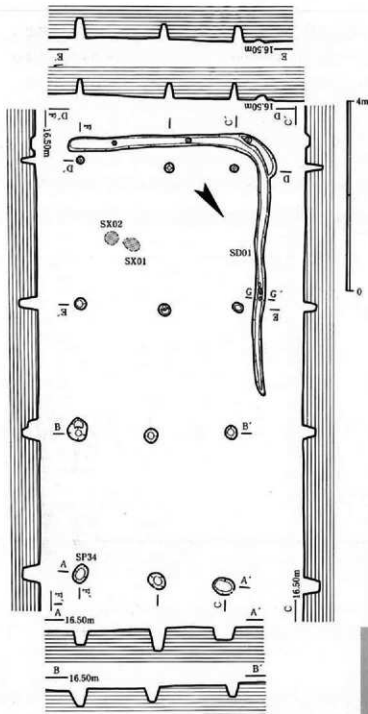 E' 16.50m E
16.50m
D' D
F C' C
16.50m
4m
D' D
SX02
SX01
SD01
G G'
E' E
0
B B'
SP34
A A'
F' C
F' 16.50m
A 16.50m A' C
B 16.50m B'